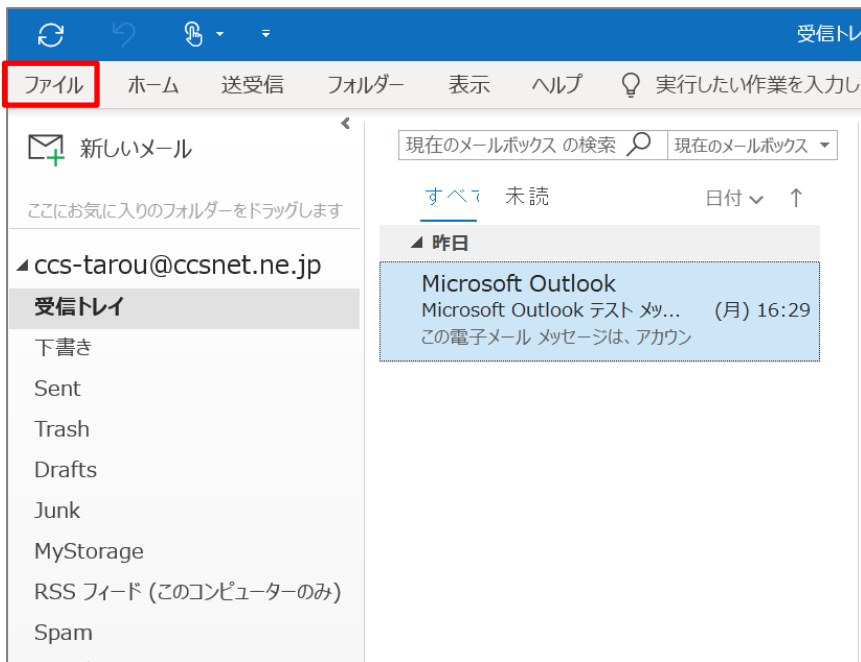 受信トレ
ファイル ホーム 送受信 フォルダー 表示 ヘルプ 実行したい作業を入力し
新しいメール
ここにお気に入りのフォルダーをドラッグします
ccs-tarou@ccsnet.ne.jp
受信トレイ
下書き
Sent
Trash
Drafts
Junk
MyStorage
RSS フィード (このコンピューターのみ)
Spam
現在のメールボックス の検索 現在のメールボックス
すべて 未読 日付
昨日
Microsoft Outlook
Microsoft Outlook テスト メッ... (月) 16:29
この電子メール メッセージは、アカウン